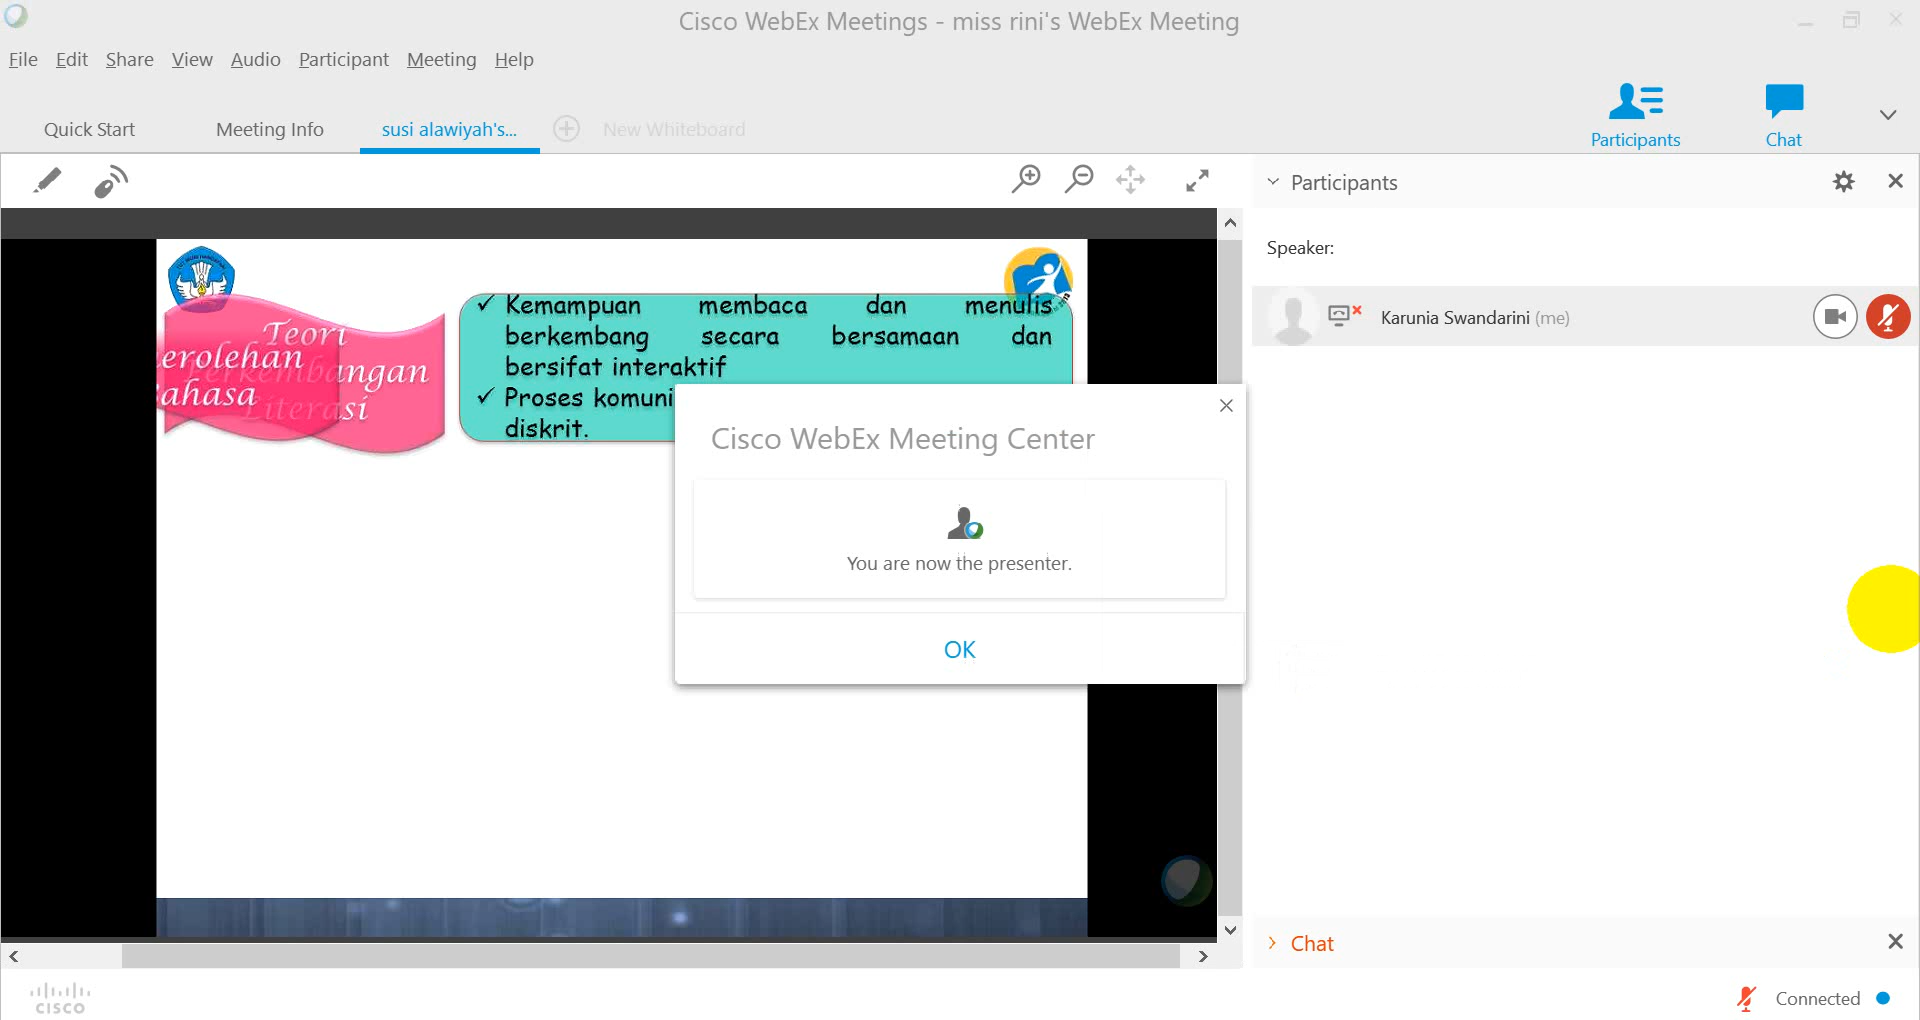 Cisco WebEx Meetings - miss rini's WebEx Meeting
File Edit Share View Audio Participant Meeting Help
Quick Start Meeting Info susi alawiyah's... New Whiteboard
Participants Chat
Participants
Speaker:
Karunia Swandarini (me)
Teori
erolehan
Perkembangan
ahasa
Literasi
✓ Kemampuan membaca dan menulis
berkembang secara bersamaan dan
bersifat interaktif
✓ Proses komuni
diskrit.
Cisco WebEx Meeting Center
You are now the presenter.
OK
Chat
CISCO
Connected